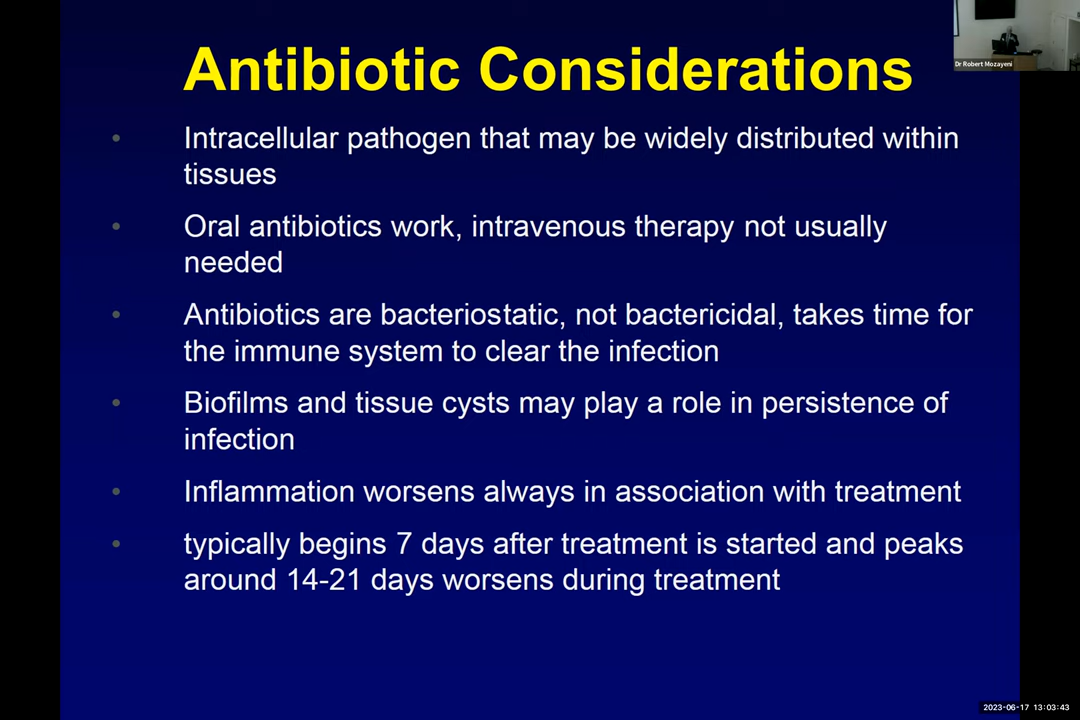 Dr Robert Mozayeni
Antibiotic Considerations
• Intracellular pathogen that may be widely distributed within
tissues
• Oral antibiotics work, intravenous therapy not usually
needed
• Antibiotics are bacteriostatic, not bactericidal, takes time for
the immune system to clear the infection
• Biofilms and tissue cysts may play a role in persistence of
infection
• Inflammation worsens always in association with treatment
• typically begins 7 days after treatment is started and peaks
around 14-21 days worsens during treatment
2023-06-17 13:03:43